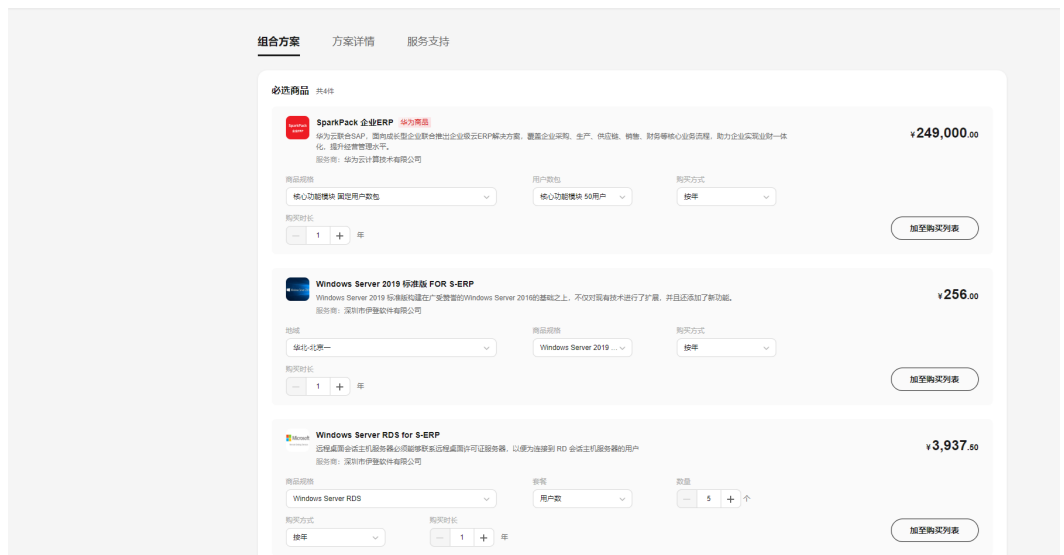 组合方案 方案详情 服务支持
必选商品 共4件
SparkPack 企业ERP 华为商品
华为云联合SAP，面向成长型企业联合推出企业级云ERP解决方案，覆盖企业采购、生产、供应链、销售、财务等核心业务流程，助力企业实现业财一体
化，提升经营管理水平。
服务商：华为云计算技术有限公司
¥249,000.00
商品规格 用户数包 购买方式
核心功能模块 固定用户数包 核心功能模块 50用户 按年
购买时长
1 年
加至购买列表
Windows Server 2019 标准版 FOR S-ERP
Windows Server 2019 标准版构建在广受赞誉的Windows Server 2016的基础之上，不仅对现有技术进行了扩展，并且还添加了新功能。
服务商：深圳市伊登软件有限公司
¥256.00
地域 商品规格 购买方式
华北-北京一 Windows Server 2019 ... 按年
购买时长
1 年
加至购买列表
Microsoft
Windows Server RDS for S-ERP
远程桌面会话主机服务器必须能够联系远程桌面许可证服务器，以便为连接到 RD 会话主机服务器的用户
服务商：深圳市伊登软件有限公司
¥3,937.50
商品规格 套餐 数量
Windows Server RDS 用户数 5 个
购买方式 购买时长
按年 1 年
加至购买列表